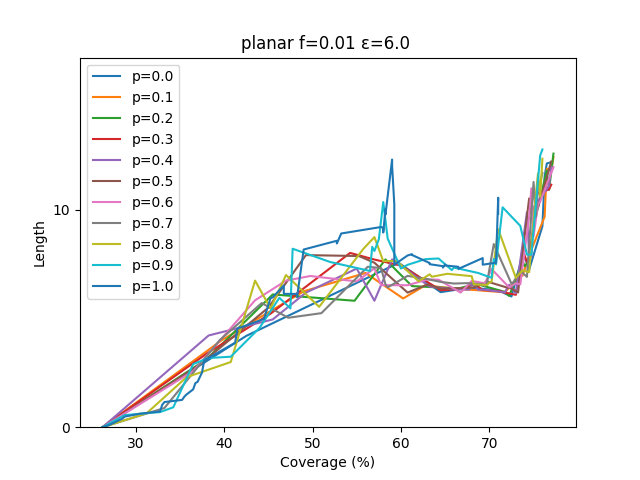 planar f=0.01 ε=6.0
p=0.0
p=0.1
p=0.2
p=0.3
p=0.4
p=0.5
p=0.6
p=0.7
p=0.8
p=0.9
p=1.0
10
0
Length
30 40 50 60 70
Coverage (%)